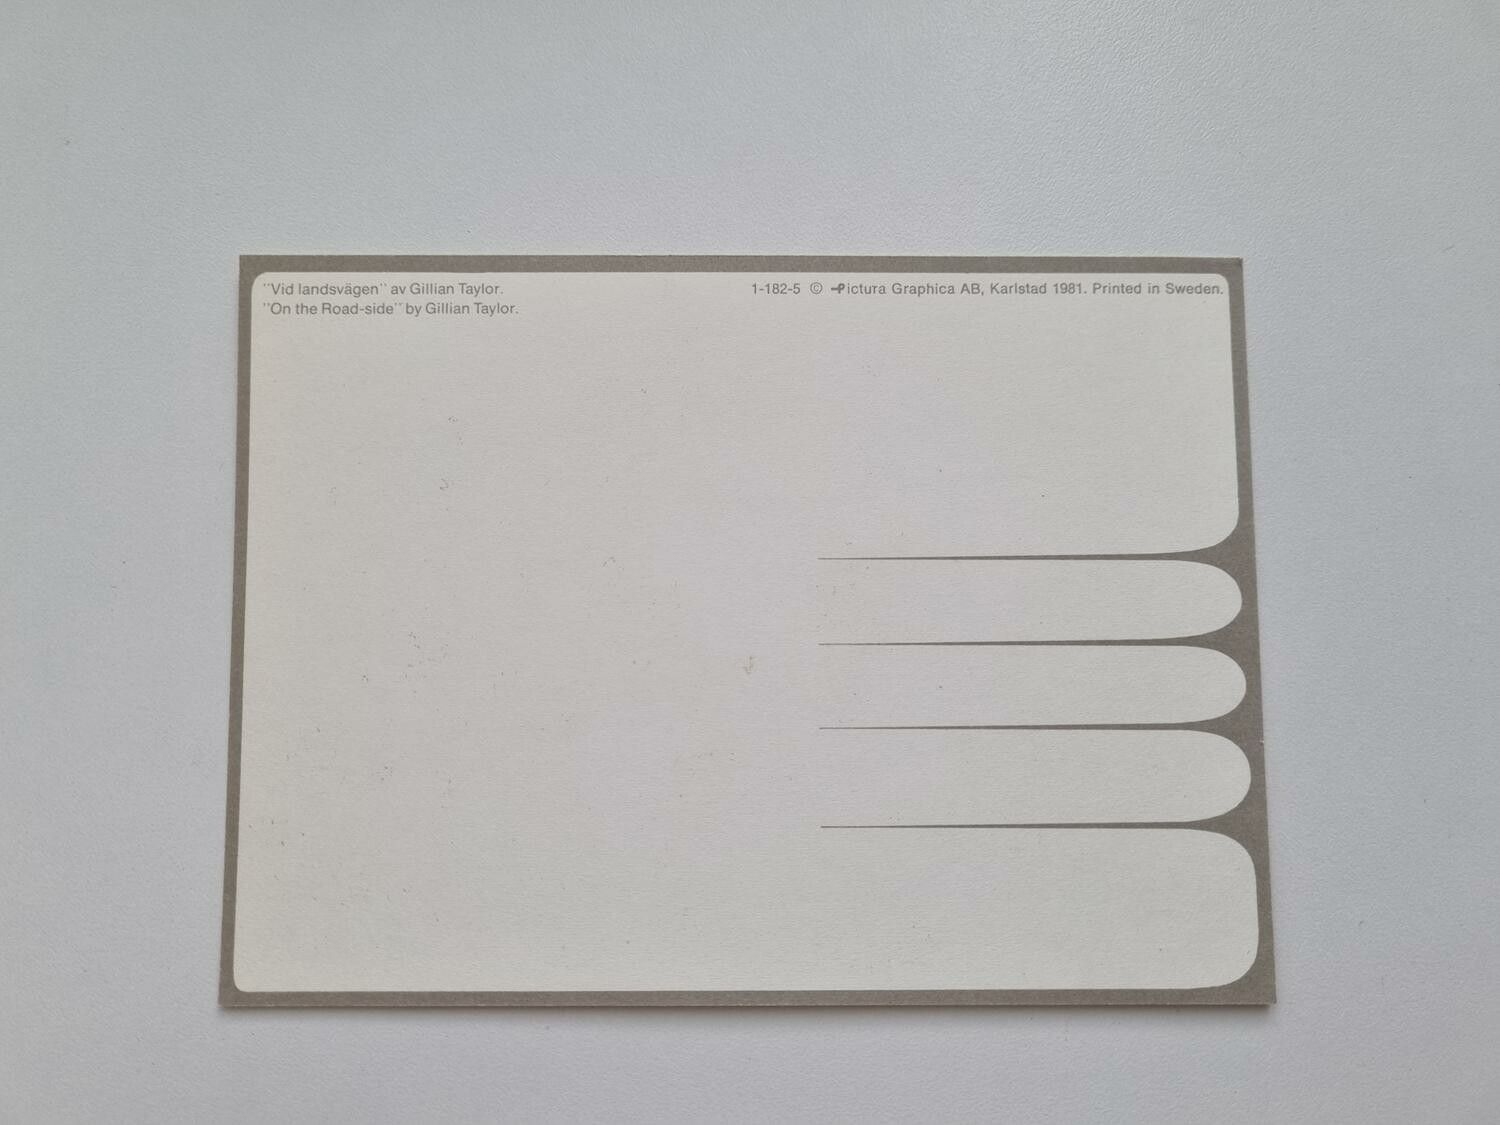 "Vid landsvägen" av Gillian Taylor.
"On the Road-side" by Gillian Taylor.
1-182-5 © Pictura Graphica AB, Karlstad 1981. Printed in Sweden.